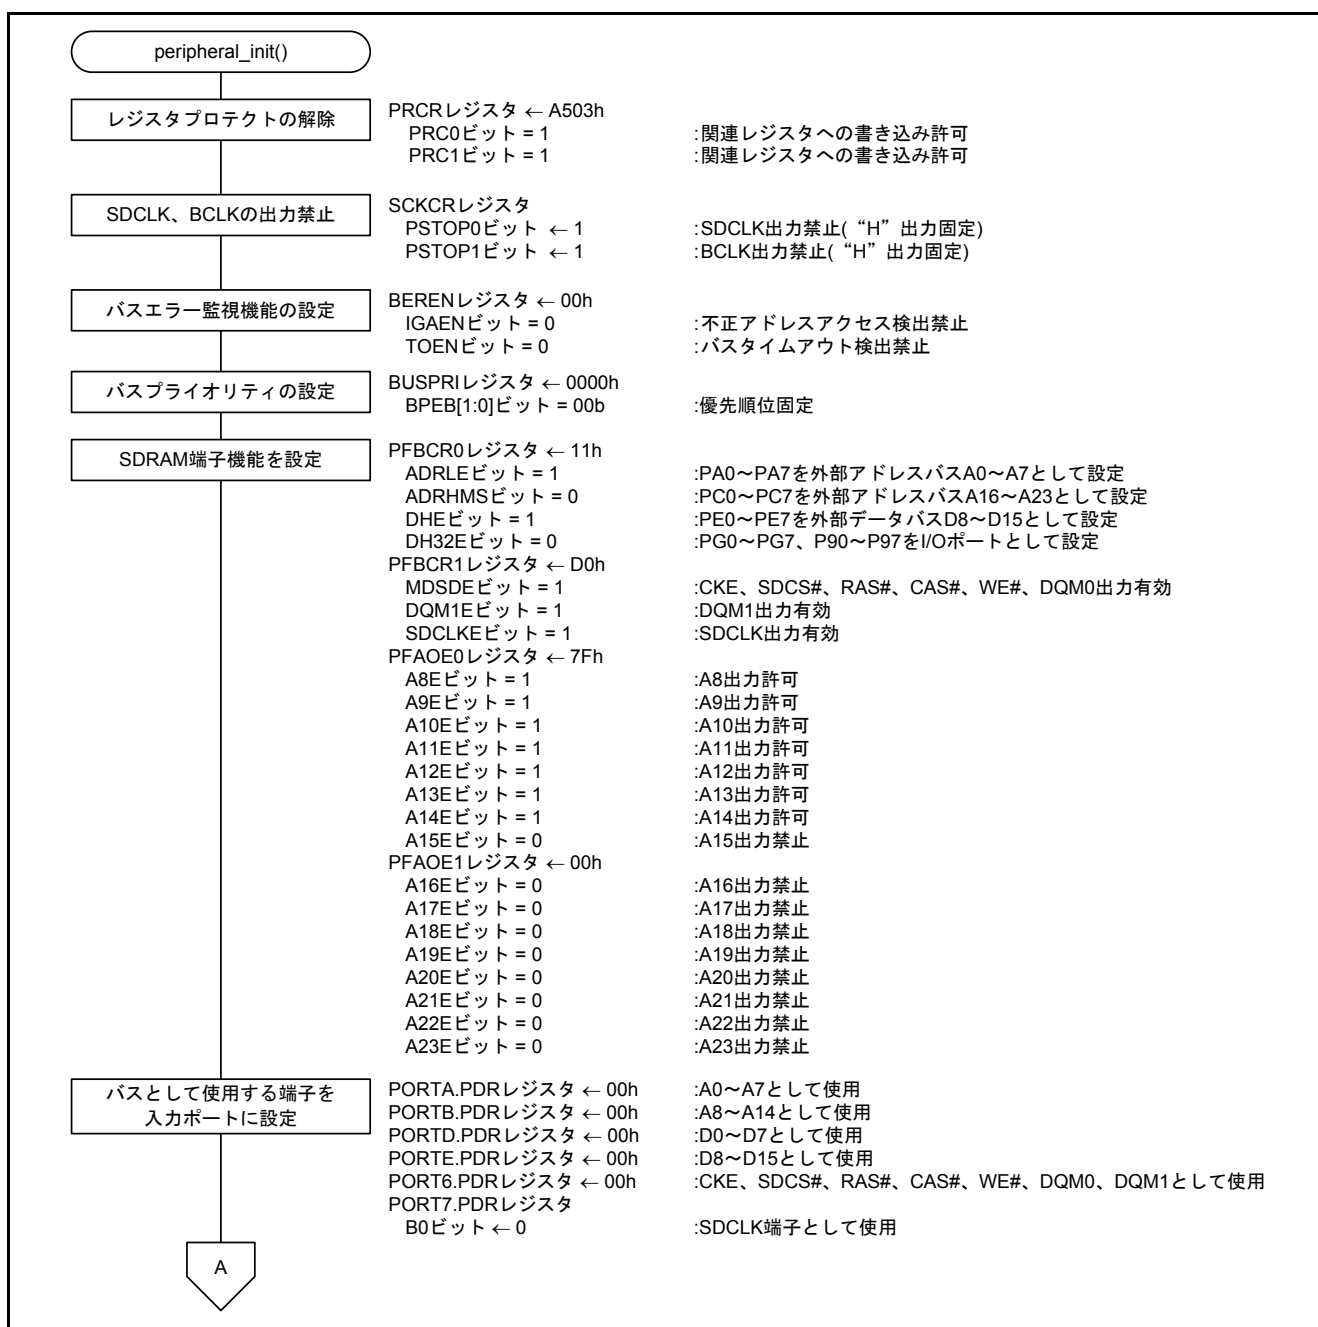 peripheral_init()
レジスタプロテクトの解除
PRCRレジスタ ← A503h
PRC0ビット = 1 :関連レジスタへの書き込み許可
PRC1ビット = 1 :関連レジスタへの書き込み許可
SDCLK、BCLKの出力禁止
SCKCRレジスタ
PSTOP0ビット ← 1 :SDCLK出力禁止(“H”出力固定)
PSTOP1ビット ← 1 :BCLK出力禁止(“H”出力固定)
バスエラー監視機能の設定
BERENレジスタ ← 00h
IGAENビット = 0 :不正アドレスアクセス検出禁止
TOENビット = 0 :バスタイムアウト検出禁止
バスプライオリティの設定
BUSPRIレジスタ ← 0000h
BPEB[1:0]ビット = 00b :優先順位固定
SDRAM端子機能を設定
PFBCR0レジスタ ← 11h
ADRLEビット = 1 :PA0～PA7を外部アドレスバスA0～A7として設定
ADRHMSビット = 0 :PC0～PC7を外部アドレスバスA16～A23として設定
DHEビット = 1 :PE0～PE7を外部データバスD8～D15として設定
DH32Eビット = 0 :PG0～PG7、P90～P97をI/Oポートとして設定
PFBCR1レジスタ ← D0h
MDSDEビット = 1 :CKE、SDCS#、RAS#、CAS#、WE#、DQM0出力有効
DQM1Eビット = 1 :DQM1出力有効
SDCLKEビット = 1 :SDCLK出力有効
PFAOE0レジスタ ← 7Fh
A8Eビット = 1 :A8出力許可
A9Eビット = 1 :A9出力許可
A10Eビット = 1 :A10出力許可
A11Eビット = 1 :A11出力許可
A12Eビット = 1 :A12出力許可
A13Eビット = 1 :A13出力許可
A14Eビット = 1 :A14出力許可
A15Eビット = 0 :A15出力禁止
PFAOE1レジスタ ← 00h
A16Eビット = 0 :A16出力禁止
A17Eビット = 0 :A17出力禁止
A18Eビット = 0 :A18出力禁止
A19Eビット = 0 :A19出力禁止
A20Eビット = 0 :A20出力禁止
A21Eビット = 0 :A21出力禁止
A22Eビット = 0 :A22出力禁止
A23Eビット = 0 :A23出力禁止
バスとして使用する端子を
入力ポートに設定
PORTA.PDRレジスタ ← 00h :A0～A7として使用
PORTB.PDRレジスタ ← 00h :A8～A14として使用
PORTD.PDRレジスタ ← 00h :D0～D7として使用
PORTE.PDRレジスタ ← 00h :D8～D15として使用
PORT6.PDRレジスタ ← 00h :CKE、SDCS#、RAS#、CAS#、WE#、DQM0、DQM1として使用
PORT7.PDRレジスタ
B0ビット ← 0 :SDCLK端子として使用
A